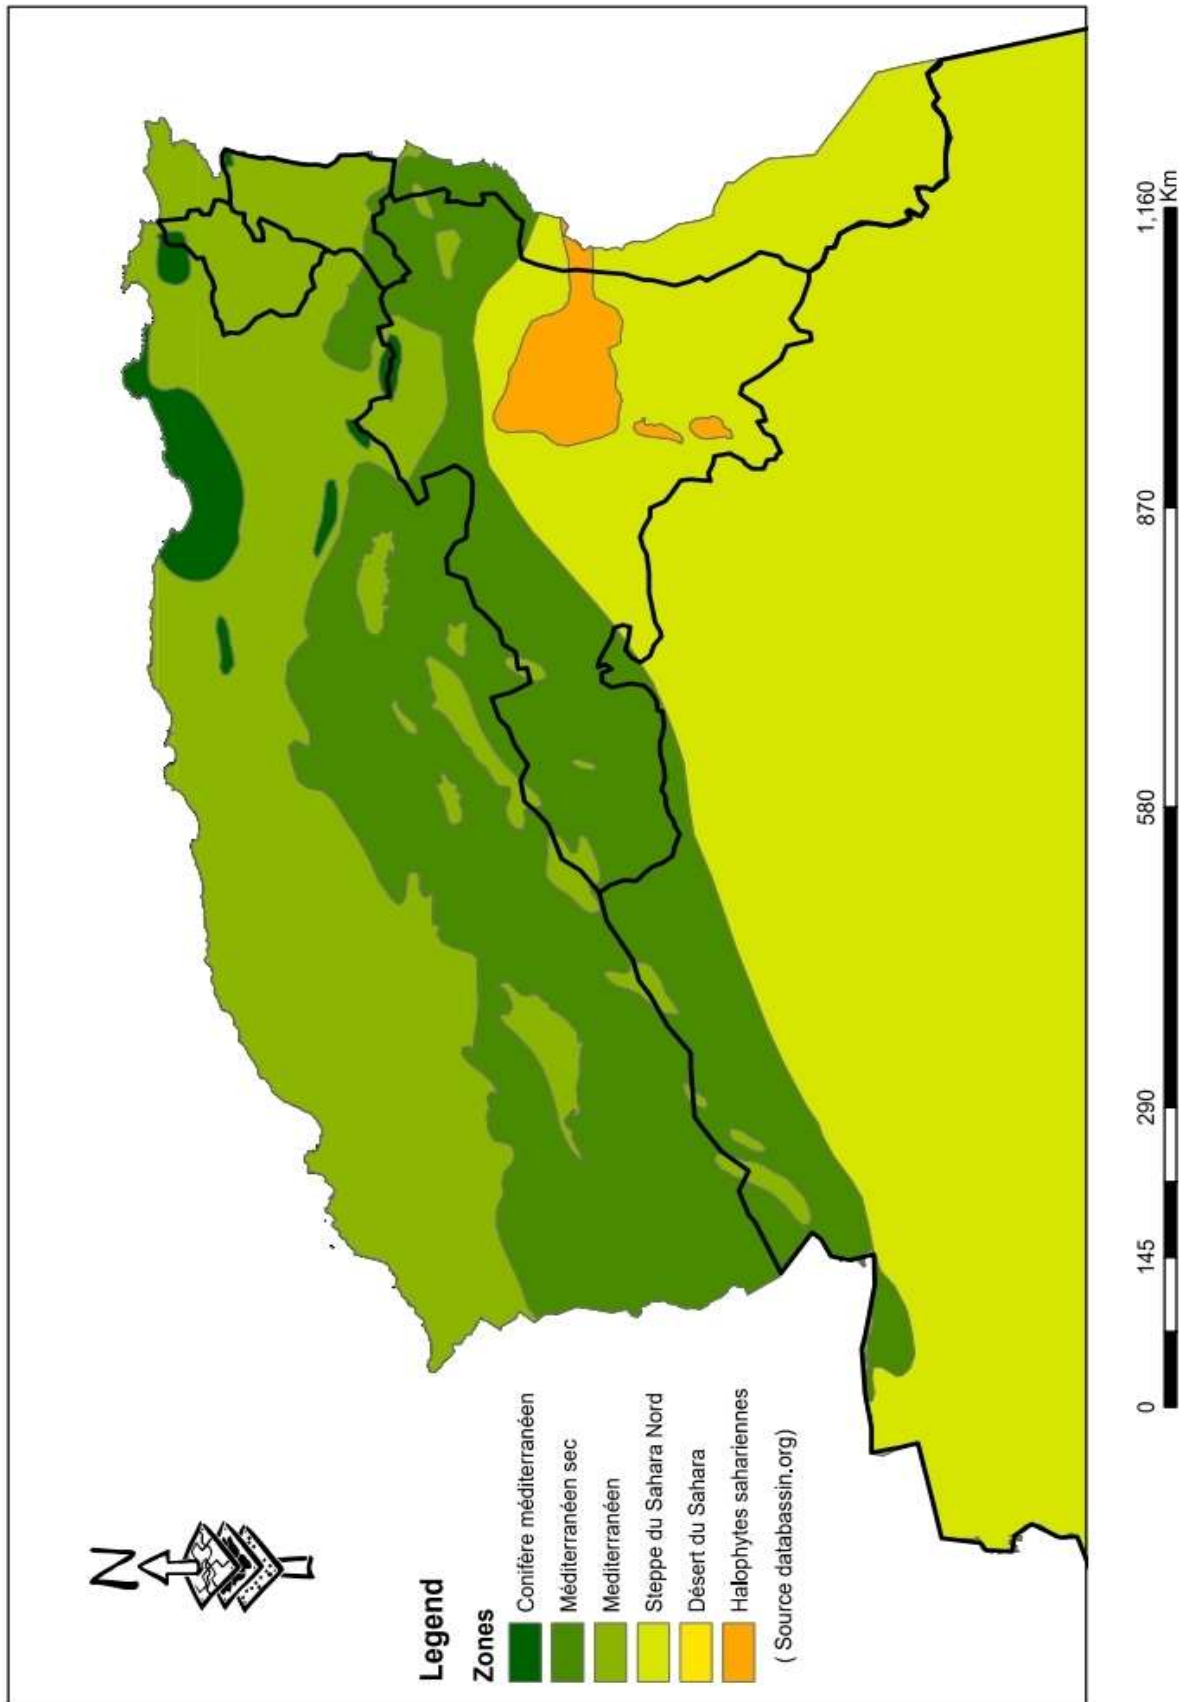 N
Legend
Zones
Conifère méditerranéen
Méditerranéen sec
Mediterranéen
Steppe du Sahara Nord
Désert du Sahara
Halophytes sahariennes
( Source databassin.org)
0 145 290 580 870 1,160 Km